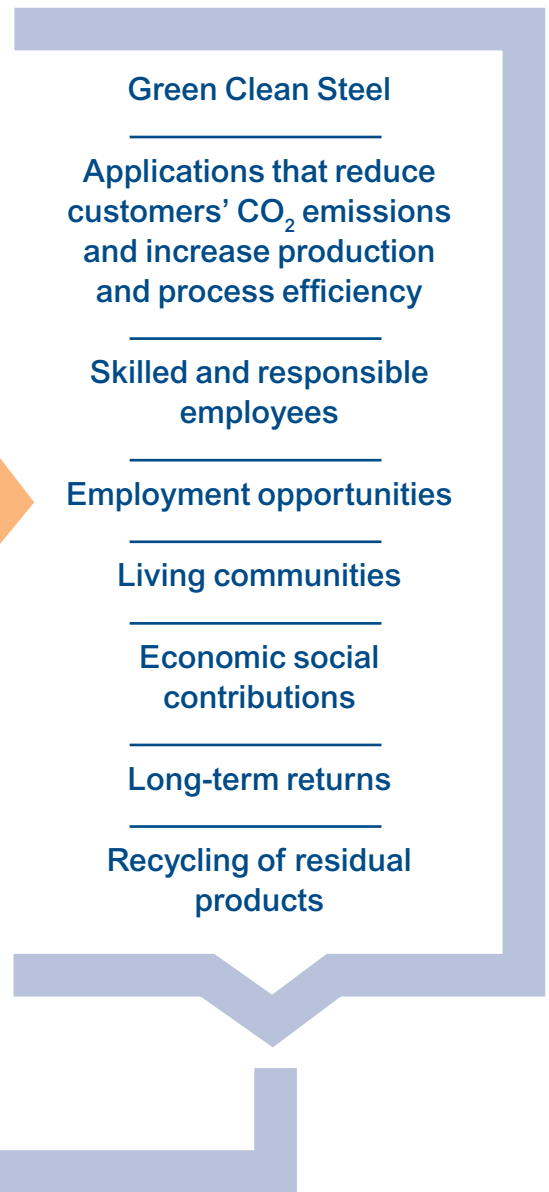 Green Clean Steel
Applications that reduce
customers’ CO₂ emissions
and increase production
and process efficiency
Skilled and responsible
employees
Employment opportunities
Living communities
Economic social
contributions
Long-term returns
Recycling of residual
products